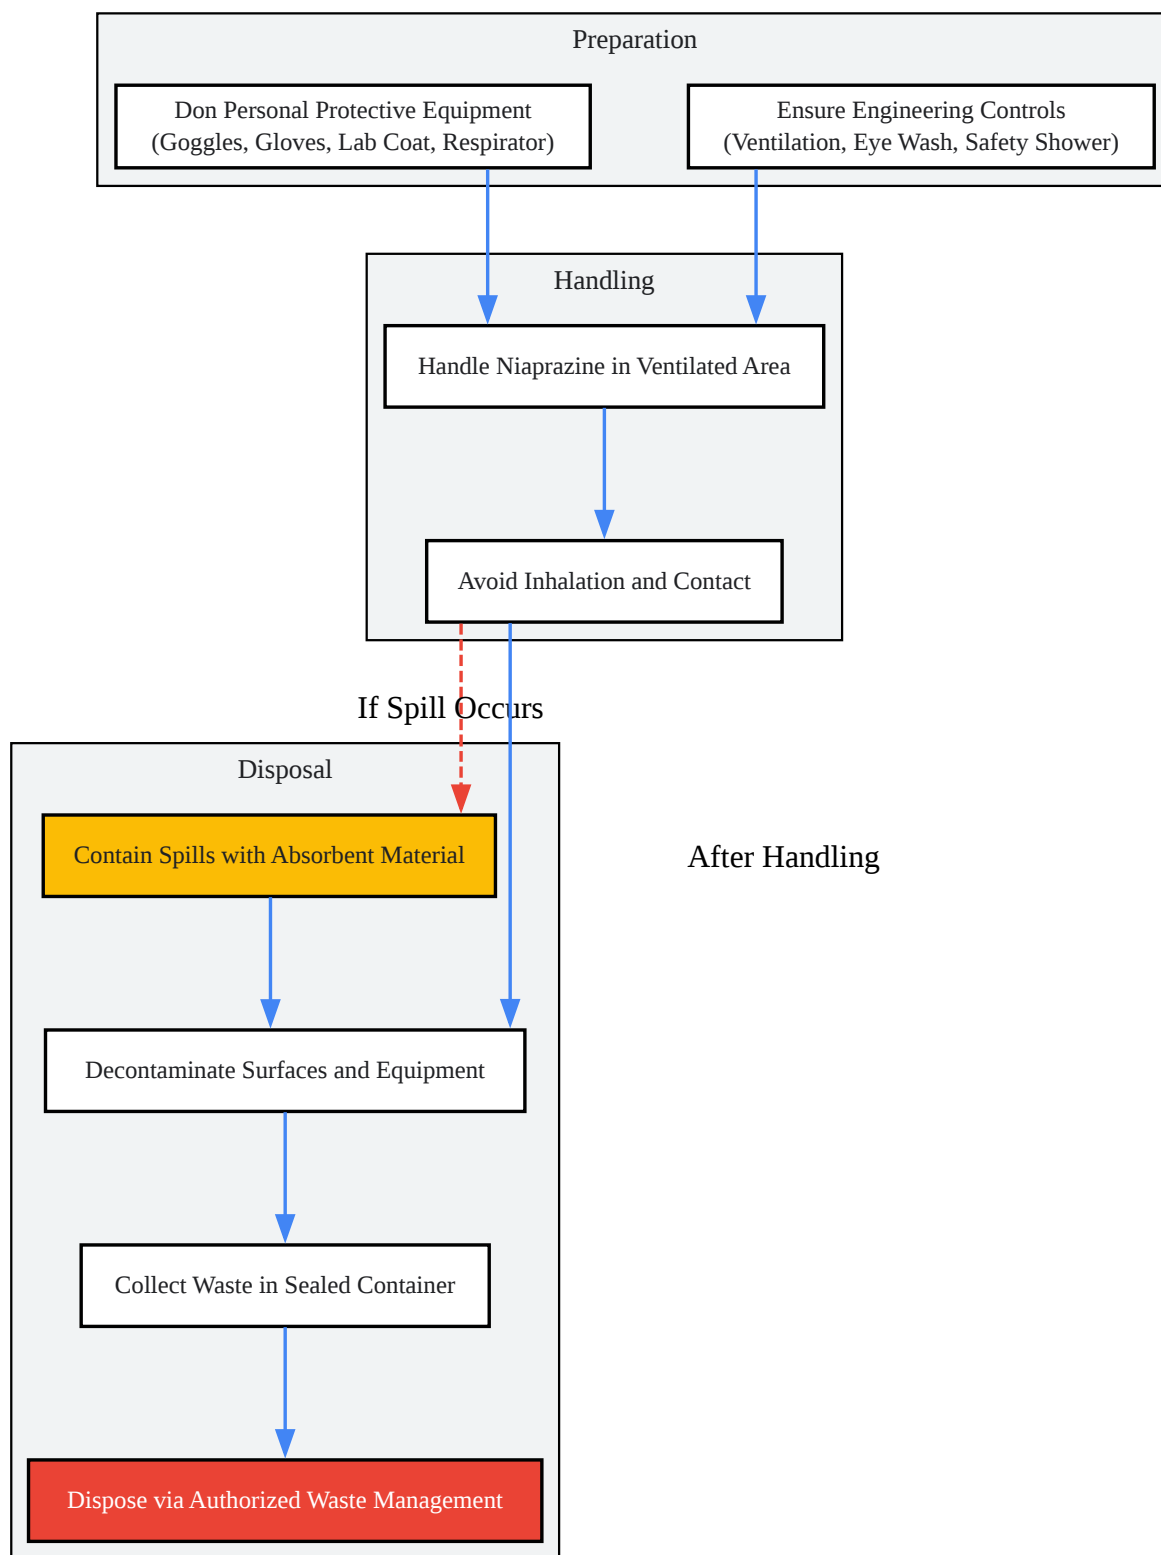 Preparation
Don Personal Protective Equipment
(Goggles, Gloves, Lab Coat, Respirator)
Ensure Engineering Controls
(Ventilation, Eye Wash, Safety Shower)
Handling
Handle Niaprazine in Ventilated Area
Avoid Inhalation and Contact
If Spill Occurs
Disposal
Contain Spills with Absorbent Material
After Handling
Decontaminate Surfaces and Equipment
Collect Waste in Sealed Container
Dispose via Authorized Waste Management